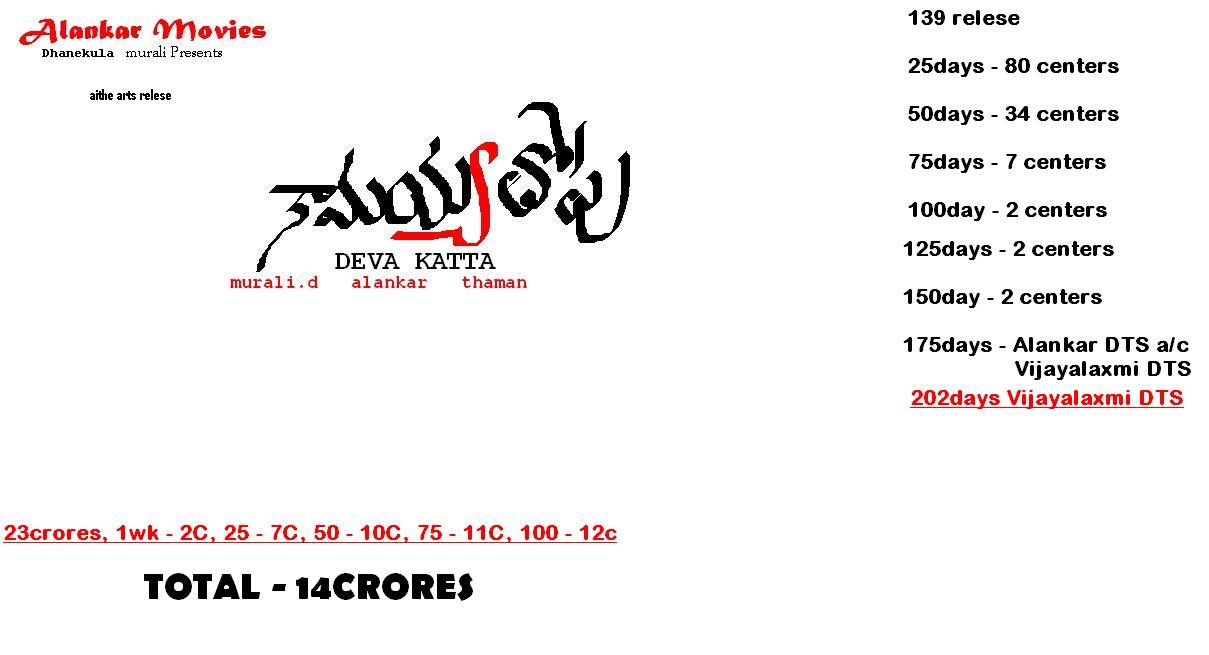 Alankar Movies
Dhanekula murali Presents
aithe arts relese
DEVA KATTA
murali.d alankar thaman
139 relese
25days - 80 centers
50days - 34 centers
75days - 7 centers
100day - 2 centers
125days - 2 centers
150day - 2 centers
175days - Alankar DTS a/c
Vijayalaxmi DTS
202days Vijayalaxmi DTS
23crores, 1wk - 2C, 25 - 7C, 50 - 10C, 75 - 11C, 100 - 12c
TOTAL - 14CRORES